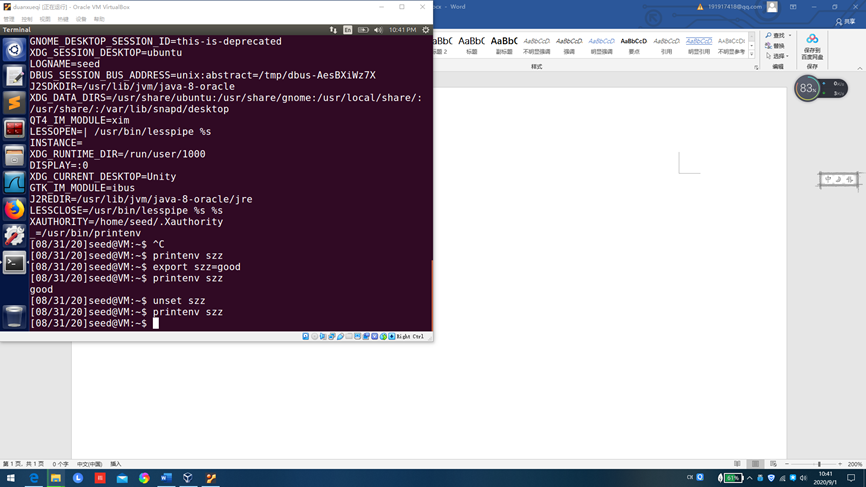 duanxueqi [正在运行] - Oracle VM VirtualBox
管理 控制 视图 热键 设备 帮助
Terminal
En
10:41 PM
GNOME_DESKTOP_SESSION_ID=this-is-deprecated
XDG_SESSION_DESKTOP=ubuntu
LOGNAME=seed
DBUS_SESSION_BUS_ADDRESS=unix:abstract=/tmp/dbus-AesBXiWz7X
J2SDKDIR=/usr/lib/jvm/java-8-oracle
XDG_DATA_DIRS=/usr/share/ubuntu:/usr/share/gnome:/usr/local/share/:
/usr/share/:/var/lib/snapd/desktop
QT4_IM_MODULE=xim
LESSOPEN=| /usr/bin/lesspipe %s
INSTANCE=
XDG_RUNTIME_DIR=/run/user/1000
DISPLAY=:0
XDG_CURRENT_DESKTOP=Unity
GTK_IM_MODULE=ibus
J2REDIR=/usr/lib/jvm/java-8-oracle/jre
LESSCLOSE=/usr/bin/lesspipe %s %s
XAUTHORITY=/home/seed/.Xauthority
_=/usr/bin/printenv
[08/31/20]seed@VM:~$ ^C
[08/31/20]seed@VM:~$ printenv szz
[08/31/20]seed@VM:~$ export szz=good
[08/31/20]seed@VM:~$ printenv szz
good
[08/31/20]seed@VM:~$ unset szz
[08/31/20]seed@VM:~$ printenv szz
[08/31/20]seed@VM:~$
Right Ctrl
ocx - Word
191917418@qq.com
共享
标题 2 标题 副标题 不明显强调 强调 明显强调 要点 引用 明显引用 不明显参考
样式
查找
替换
选择
编辑
保存到
百度网盘
保存
83%
中
第 1 页，共 1 页 0 个字 中文(中国) 插入
200%
61%
10:41
2020/9/1